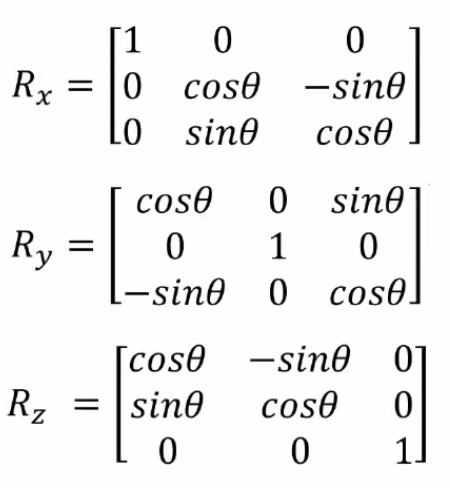 Rₓ = [1 0 0
0 cosθ −sinθ
0 sinθ cosθ]
R_y = [cosθ 0 sinθ
0 1 0
−sinθ 0 cosθ]
R_z = [cosθ −sinθ 0
sinθ cosθ 0
0 0 1]